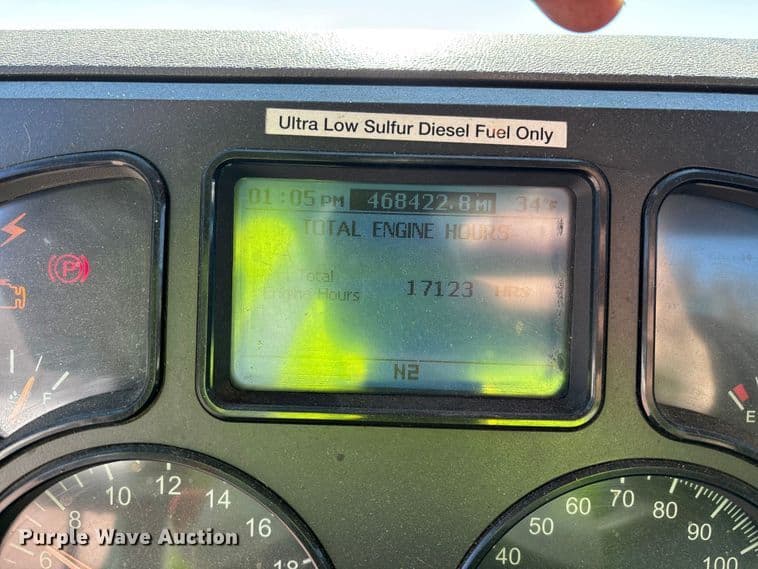 Ultra Low Sulfur Diesel Fuel Only
01:05 PM 468422.8 MI 34°F
TOTAL ENGINE HOURS
Total
Engine Hours 17123 HRS
N2
P
F
E
6 8 10 12 14 16 18
40 50 60 70 80 90 100
Purple Wave Auction